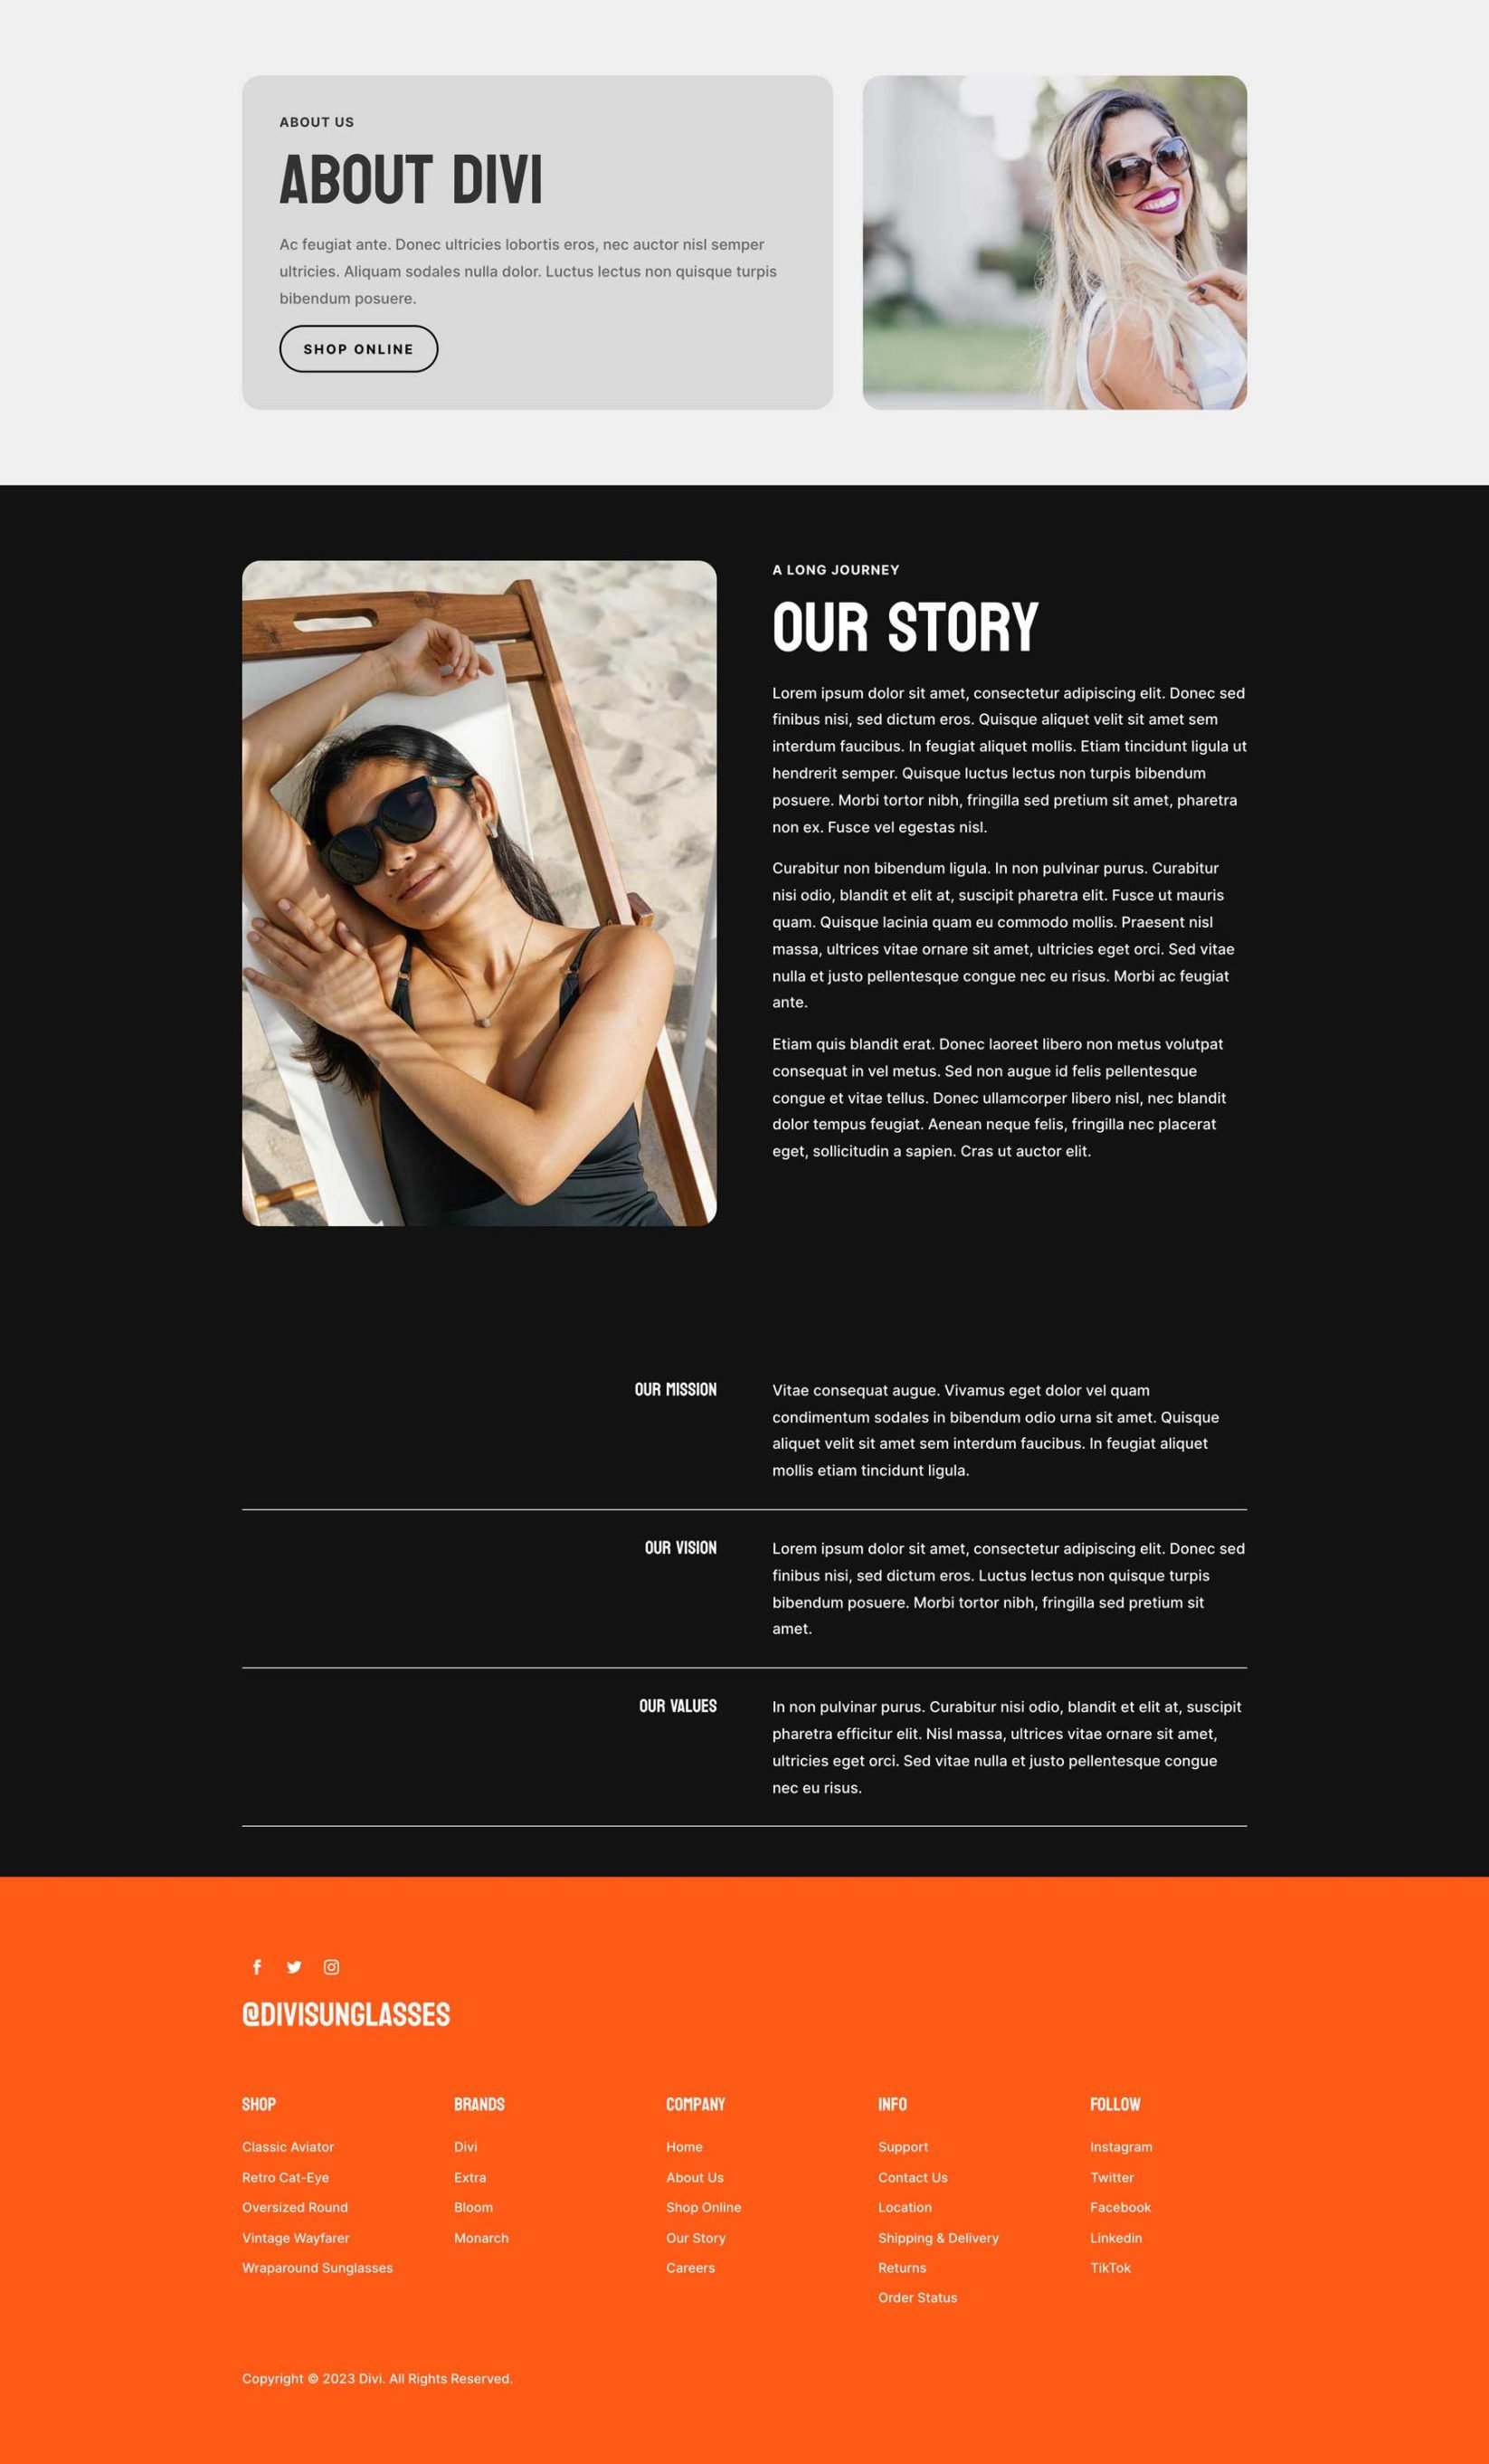 ABOUT US
ABOUT DIVI
Ac feugiat ante. Donec ultricies lobortis eros, nec auctor nisl semper
ultricies. Aliquam sodales nulla dolor. Luctus lectus non quisque turpis
bibendum posuere.
SHOP ONLINE
A LONG JOURNEY
OUR STORY
Lorem ipsum dolor sit amet, consectetur adipiscing elit. Donec sed
finibus nisi, sed dictum eros. Quisque aliquet velit sit amet sem
interdum faucibus. In feugiat aliquet mollis. Etiam tincidunt ligula ut
hendrerit semper. Quisque luctus lectus non turpis bibendum
posuere. Morbi tortor nibh, fringilla sed pretium sit amet, pharetra
non ex. Fusce vel egestas nisl.
Curabitur non bibendum ligula. In non pulvinar purus. Curabitur
nisi odio, blandit et elit at, suscipit pharetra elit. Fusce ut mauris
quam. Quisque lacinia quam eu commodo mollis. Praesent nisl
massa, ultrices vitae ornare sit amet, ultricies eget orci. Sed vitae
nulla et justo pellentesque congue nec eu risus. Morbi ac feugiat
ante.
Etiam quis blandit erat. Donec laoreet libero non metus volutpat
consequat in vel metus. Sed non augue id felis pellentesque
congue et vitae tellus. Donec ullamcorper libero nisl, nec blandit
dolor tempus feugiat. Aenean neque felis, fringilla nec placerat
eget, sollicitudin a sapien. Cras ut auctor elit.
OUR MISSION
Vitae consequat augue. Vivamus eget dolor vel quam
condimentum sodales in bibendum odio urna sit amet. Quisque
aliquet velit sit amet sem interdum faucibus. In feugiat aliquet
mollis etiam tincidunt ligula.
OUR VISION
Lorem ipsum dolor sit amet, consectetur adipiscing elit. Donec sed
finibus nisi, sed dictum eros. Luctus lectus non quisque turpis
bibendum posuere. Morbi tortor nibh, fringilla sed pretium sit
amet.
OUR VALUES
In non pulvinar purus. Curabitur nisi odio, blandit et elit at, suscipit
pharetra efficitur elit. Nisl massa, ultrices vitae ornare sit amet,
ultricies eget orci. Sed vitae nulla et justo pellentesque congue
nec eu risus.
@DIVISUNGLASSES
SHOP
Classic Aviator
Retro Cat-Eye
Oversized Round
Vintage Wayfarer
Wraparound Sunglasses
BRANDS
Divi
Extra
Bloom
Monarch
COMPANY
Home
About Us
Shop Online
Our Story
Careers
INFO
Support
Contact Us
Location
Shipping & Delivery
Returns
Order Status
FOLLOW
Instagram
Twitter
Facebook
Linkedin
TikTok
Copyright © 2023 Divi. All Rights Reserved.